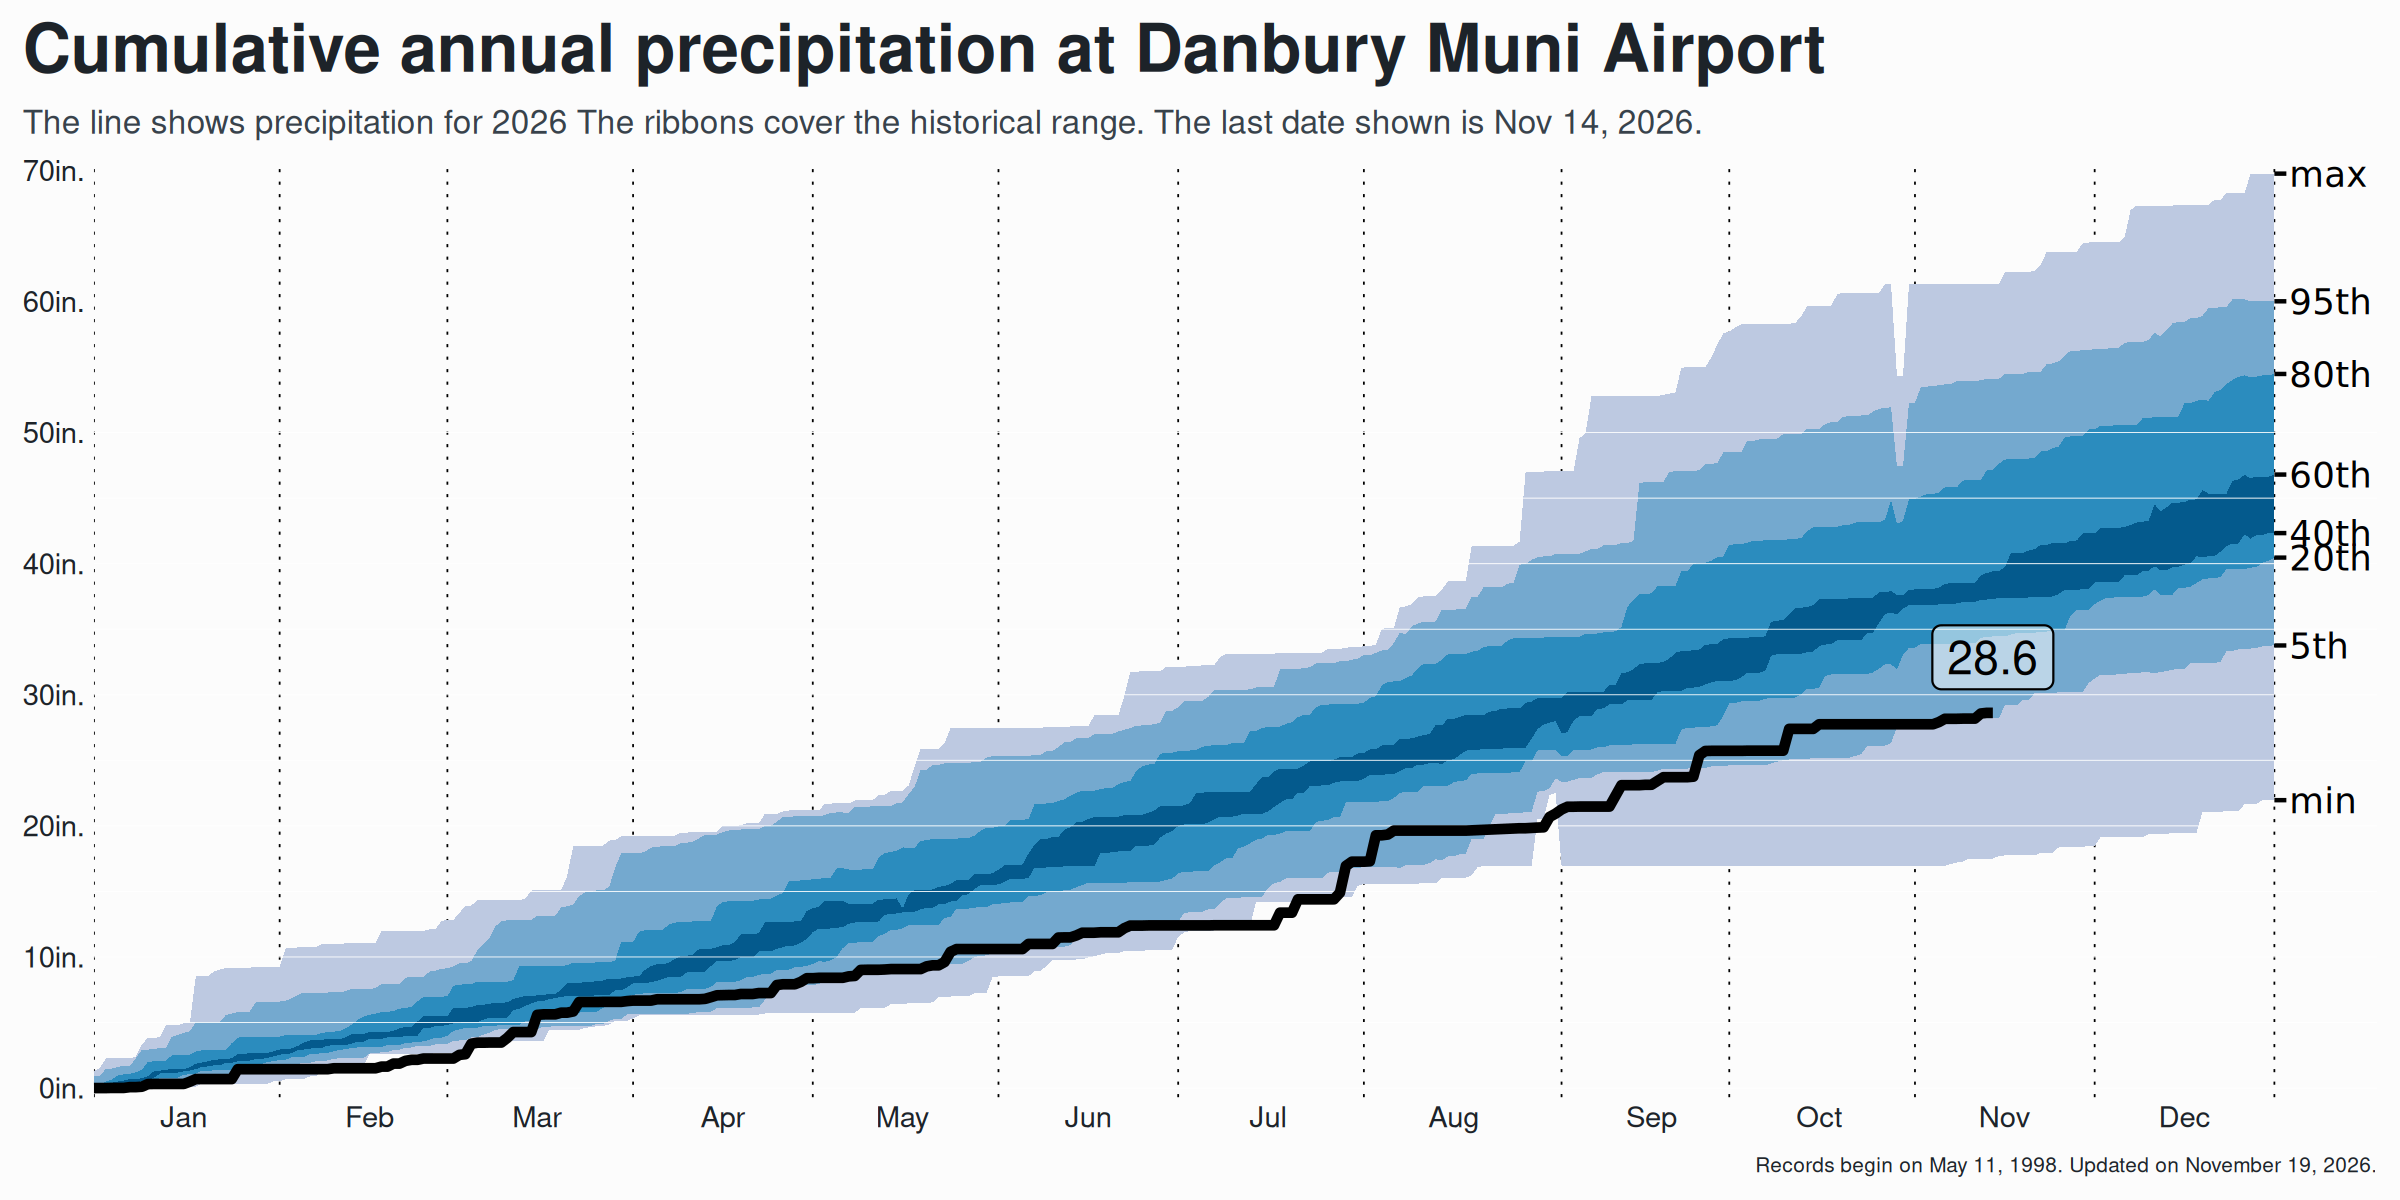 Cumulative annual precipitation at Danbury Muni Airport
The line shows precipitation for 2026 The ribbons cover the historical range. The last date shown is Nov 14, 2026.
70in.
60in.
50in.
40in.
30in.
20in.
10in.
0in.
max
95th
80th
60th
40th
20th
5th
min
28.6
Jan Feb Mar Apr May Jun Jul Aug Sep Oct Nov Dec
Records begin on May 11, 1998. Updated on November 19, 2026.